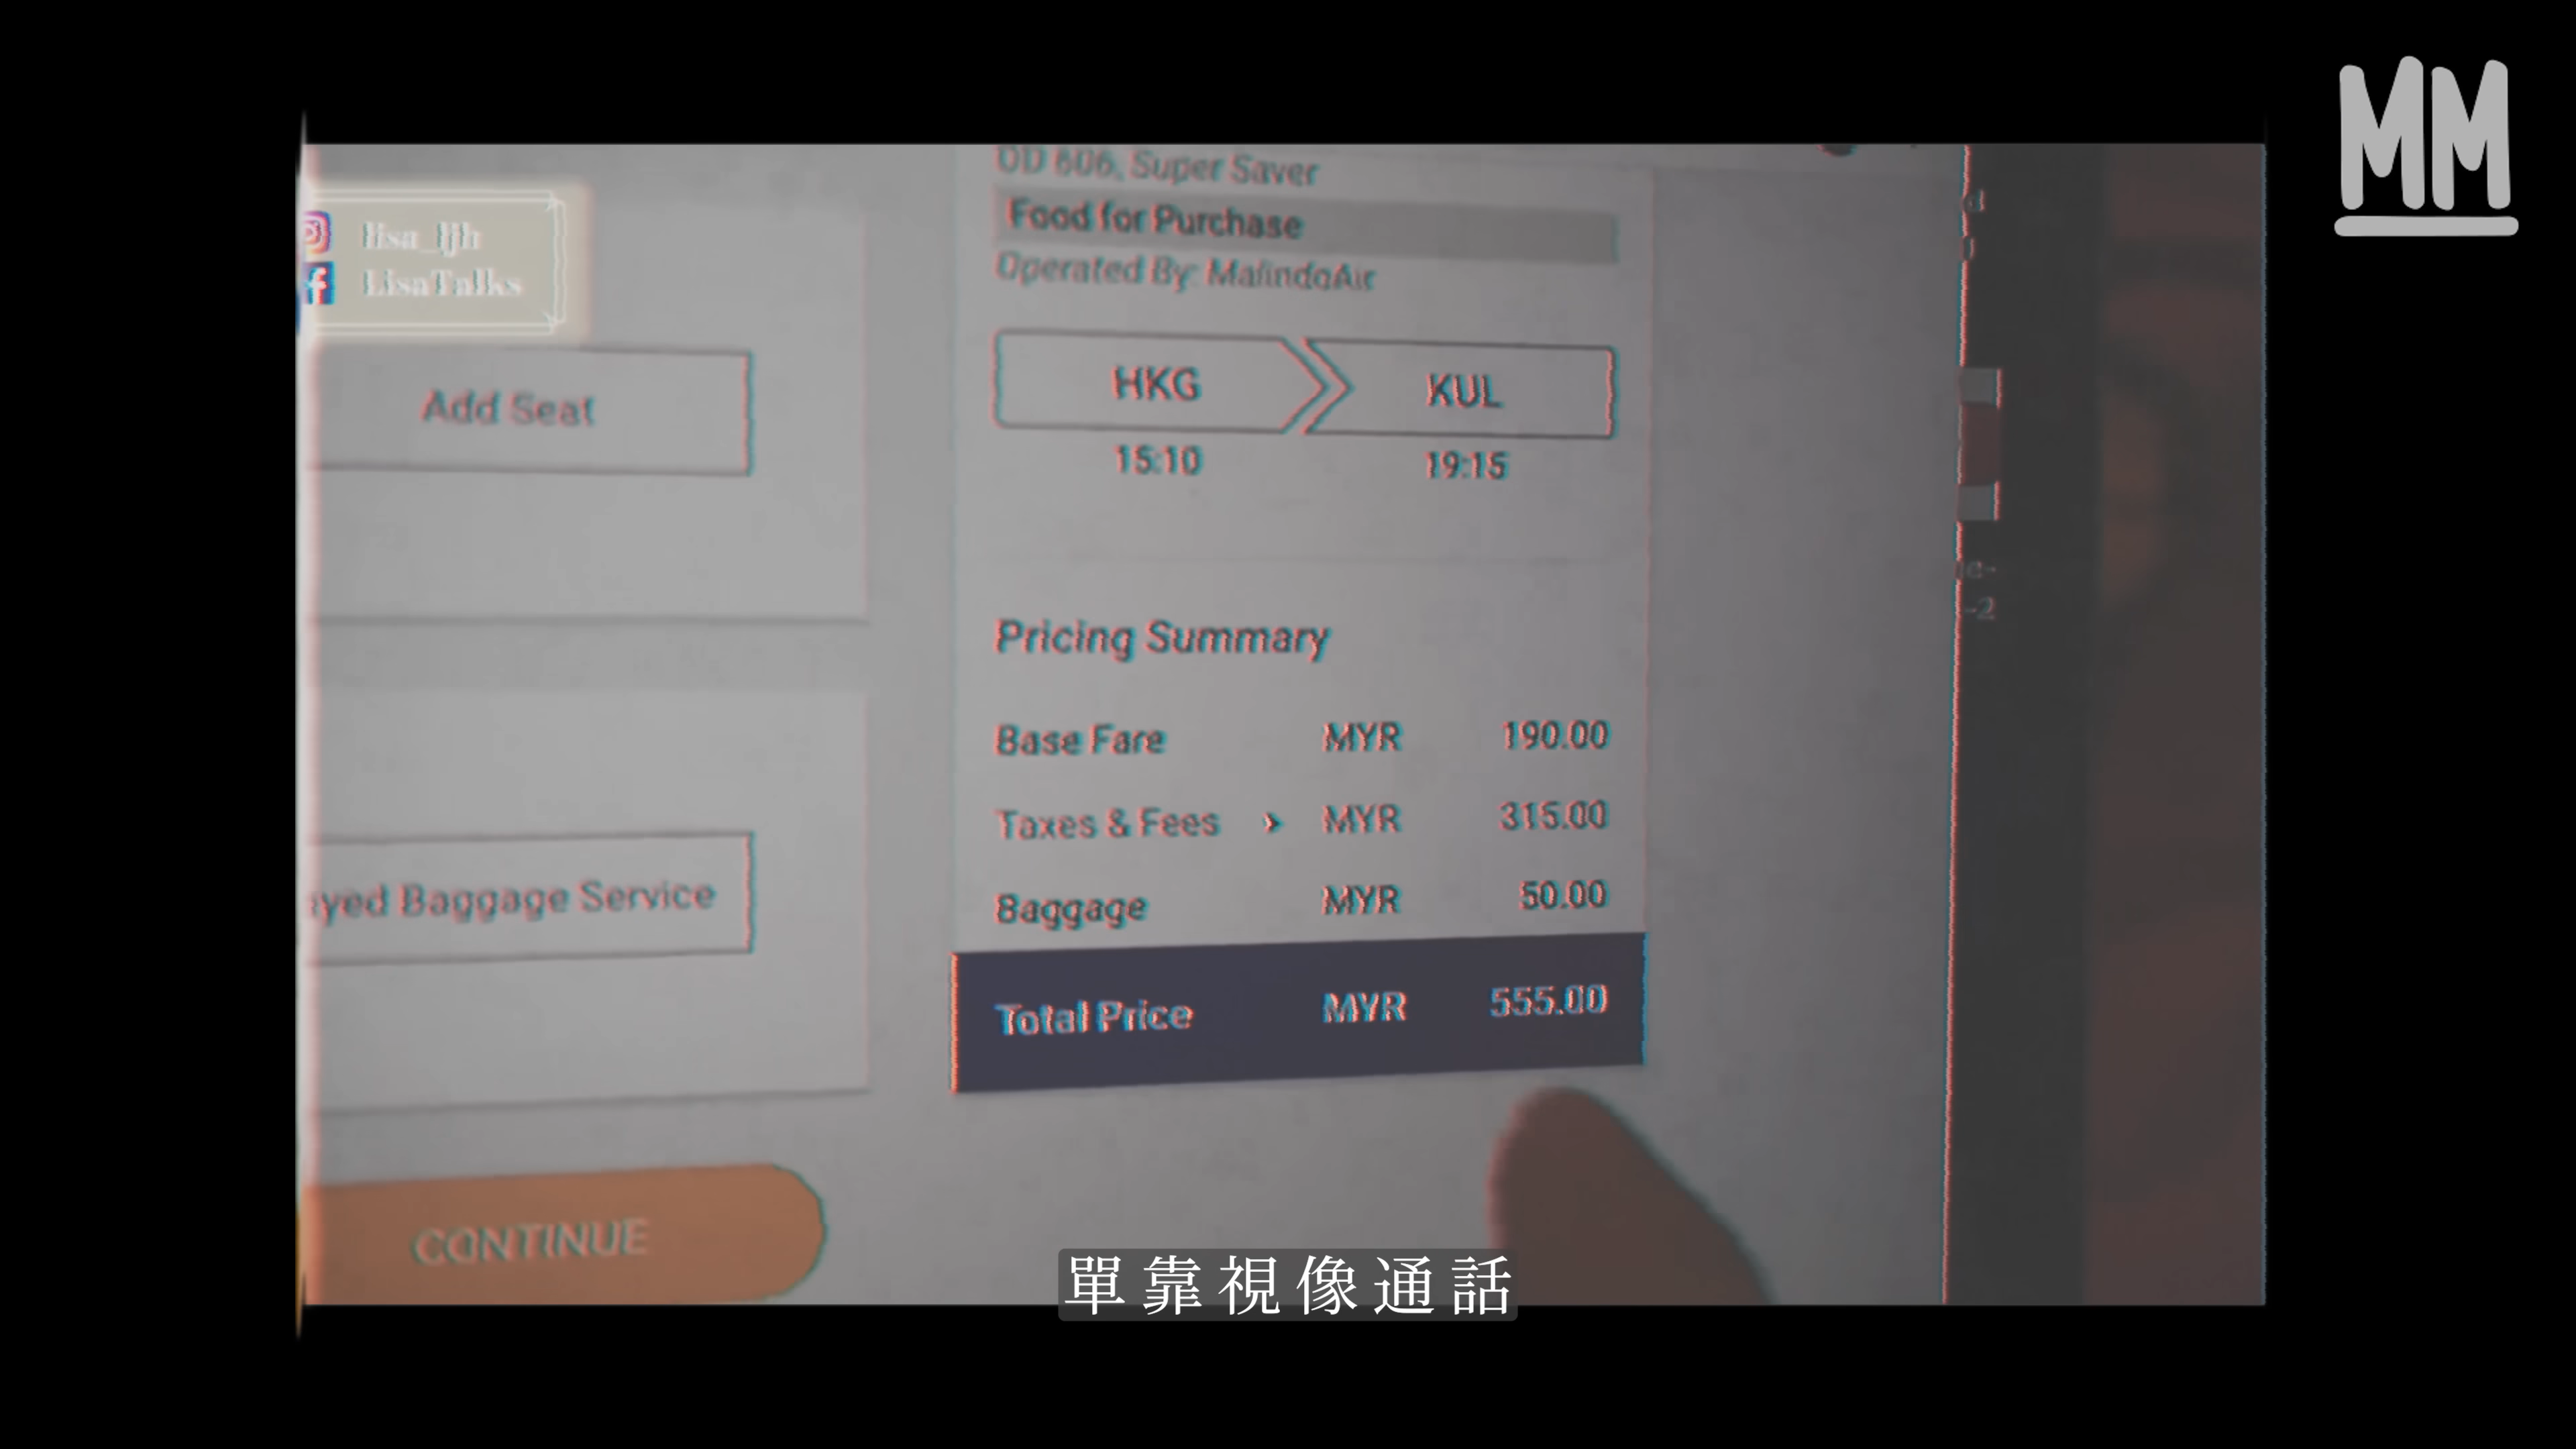 MM
lisa_ljh
LisaTalks
OD 606, Super Saver
Food for Purchase
Operated By: MalindoAir
Add Seat
HKG
KUL
15:10
19:15
Pricing Summary
Base Fare MYR 190.00
Taxes & Fees MYR 315.00
Baggage MYR 50.00
ayed Baggage Service
Total Price MYR 555.00
CONTINUE
單靠視像通話